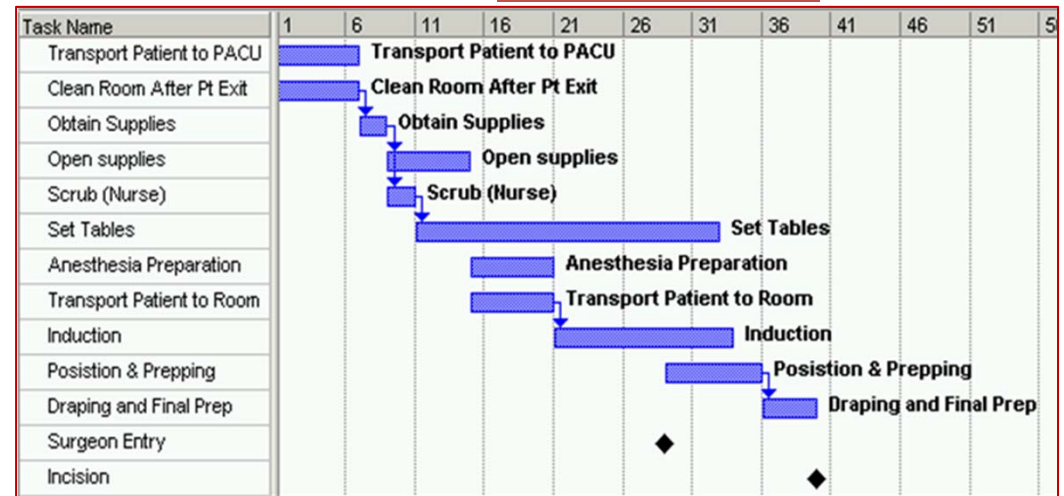 Task Name 1 6 11 16 21 26 31 36 41 46 51 5
Transport Patient to PACU Transport Patient to PACU
Clean Room After Pt Exit Clean Room After Pt Exit
Obtain Supplies Obtain Supplies
Open supplies Open supplies
Scrub (Nurse) Scrub (Nurse)
Set Tables Set Tables
Anesthesia Preparation Anesthesia Preparation
Transport Patient to Room Transport Patient to Room
Induction Induction
Posistion & Prepping Posistion & Prepping
Draping and Final Prep Draping and Final Prep
Surgeon Entry
Incision